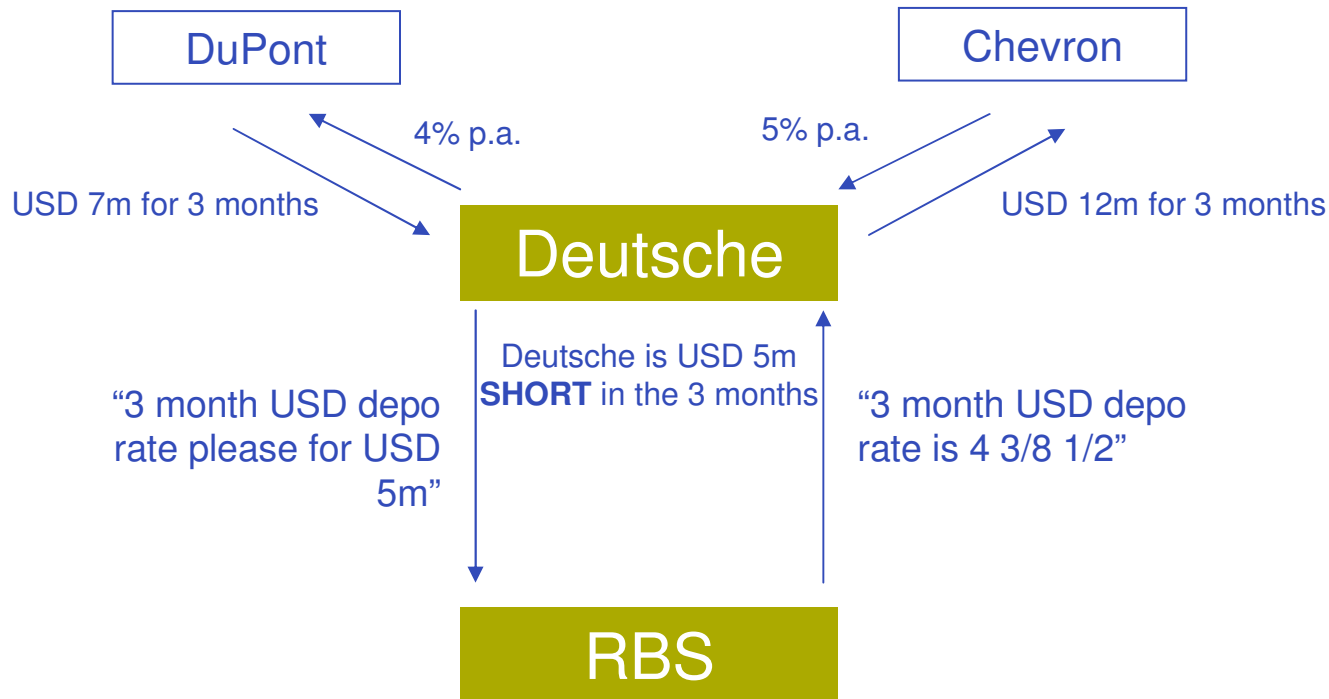 DuPont
Chevron
4% p.a.
5% p.a.
USD 7m for 3 months
USD 12m for 3 months
Deutsche
Deutsche is USD 5m
SHORT in the 3 months
“3 month USD depo
rate please for USD
5m”
“3 month USD depo
rate is 4 3/8 1/2”
RBS